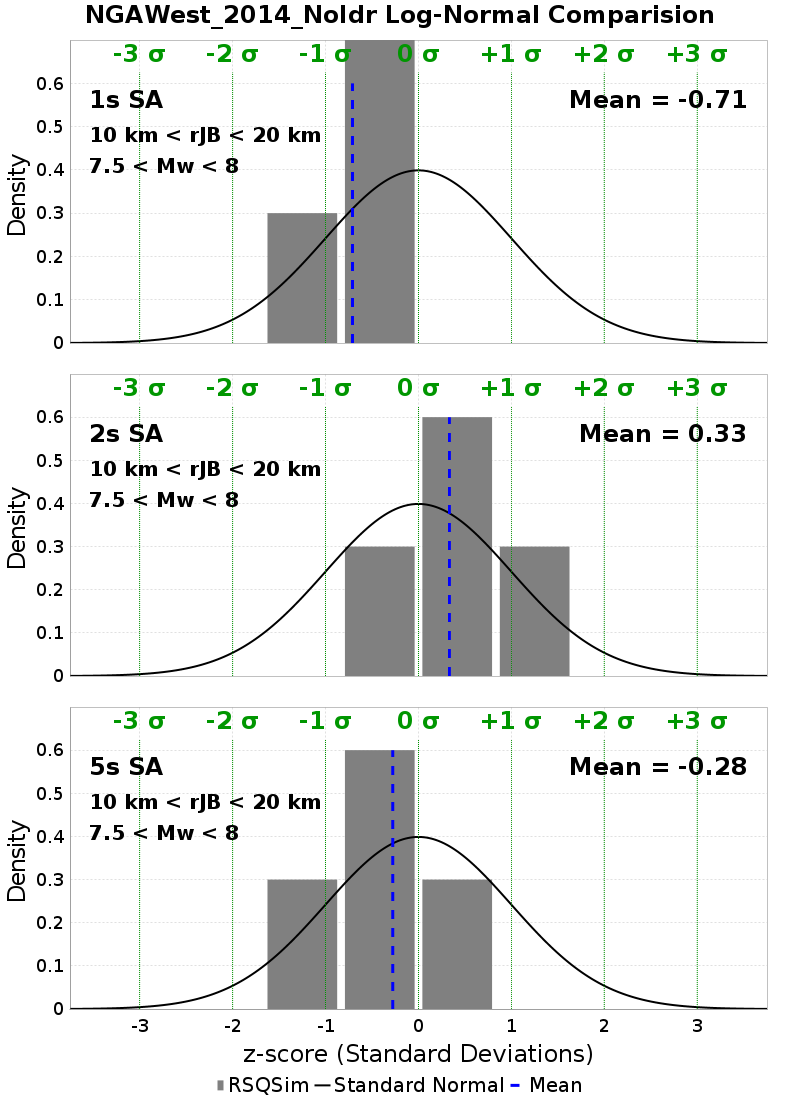 NGAWest_2014_NoIdr Log-Normal Comparision
-3 σ -2 σ -1 σ 0 σ +1 σ +2 σ +3 σ
0.6
1s SA Mean = -0.71
0.5
10 km < rJB < 20 km
0.4
7.5 < Mw < 8
Density
0.3
0.2
0.1
0
-3 σ -2 σ -1 σ 0 σ +1 σ +2 σ +3 σ
0.6
2s SA Mean = 0.33
0.5
10 km < rJB < 20 km
0.4
7.5 < Mw < 8
Density
0.3
0.2
0.1
0
-3 σ -2 σ -1 σ 0 σ +1 σ +2 σ +3 σ
0.6
5s SA Mean = -0.28
0.5
10 km < rJB < 20 km
0.4
7.5 < Mw < 8
Density
0.3
0.2
0.1
0
-3 -2 -1 0 1 2 3
z-score (Standard Deviations)
RSQSim Standard Normal Mean